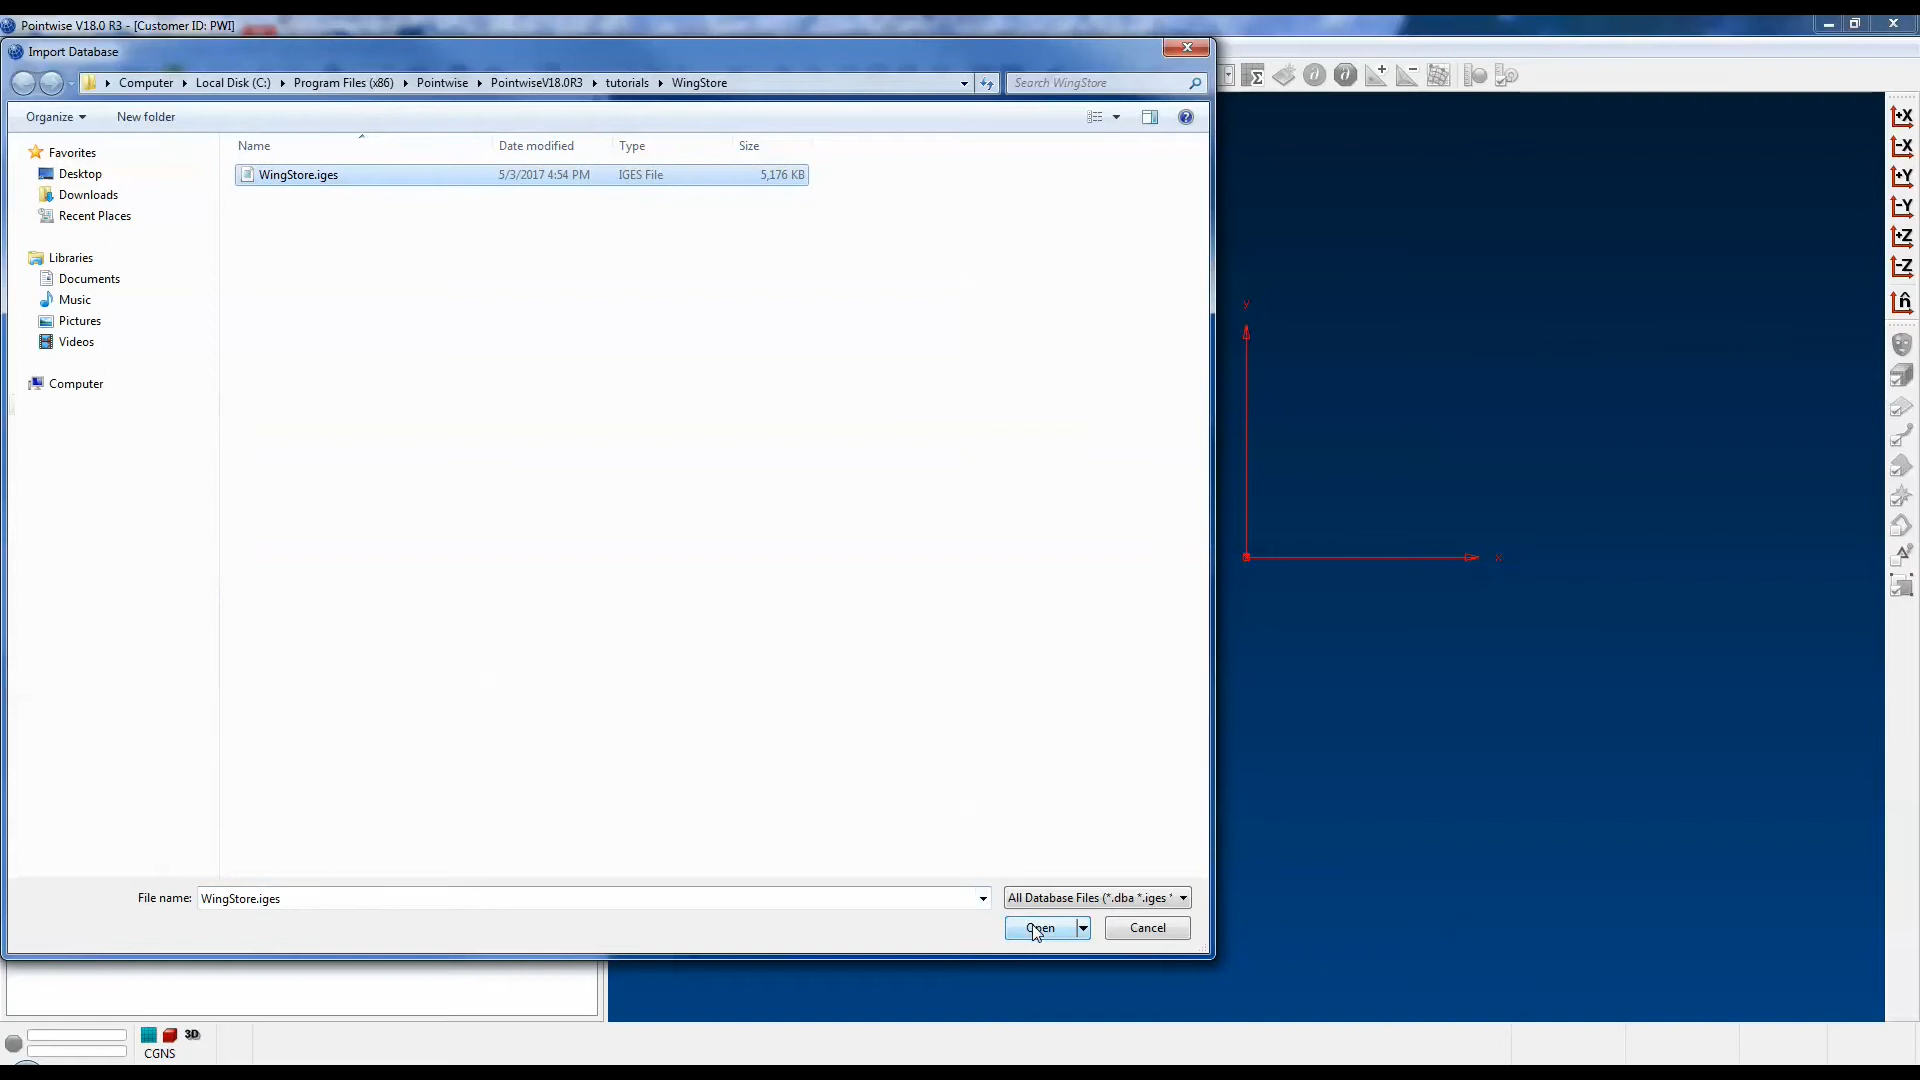 Pointwise V18.0 R3 - [Customer ID: PWI]
Import Database
Computer Local Disk (C:) Program Files (x86) Pointwise PointwiseV18.0R3 tutorials WingStore Search WingStore
Organize New folder
Name Date modified Type Size
WingStore.iges 5/3/2017 4:54 PM IGES File 5,176 KB
Favorites
Desktop
Downloads
Recent Places
Libraries
Documents
Music
Pictures
Videos
Computer
y
x
+X
-X
+Y
-Y
+Z
-Z
n̂
File name: WingStore.iges All Database Files (*.dba *.iges *
Open Cancel
3D
CGNS